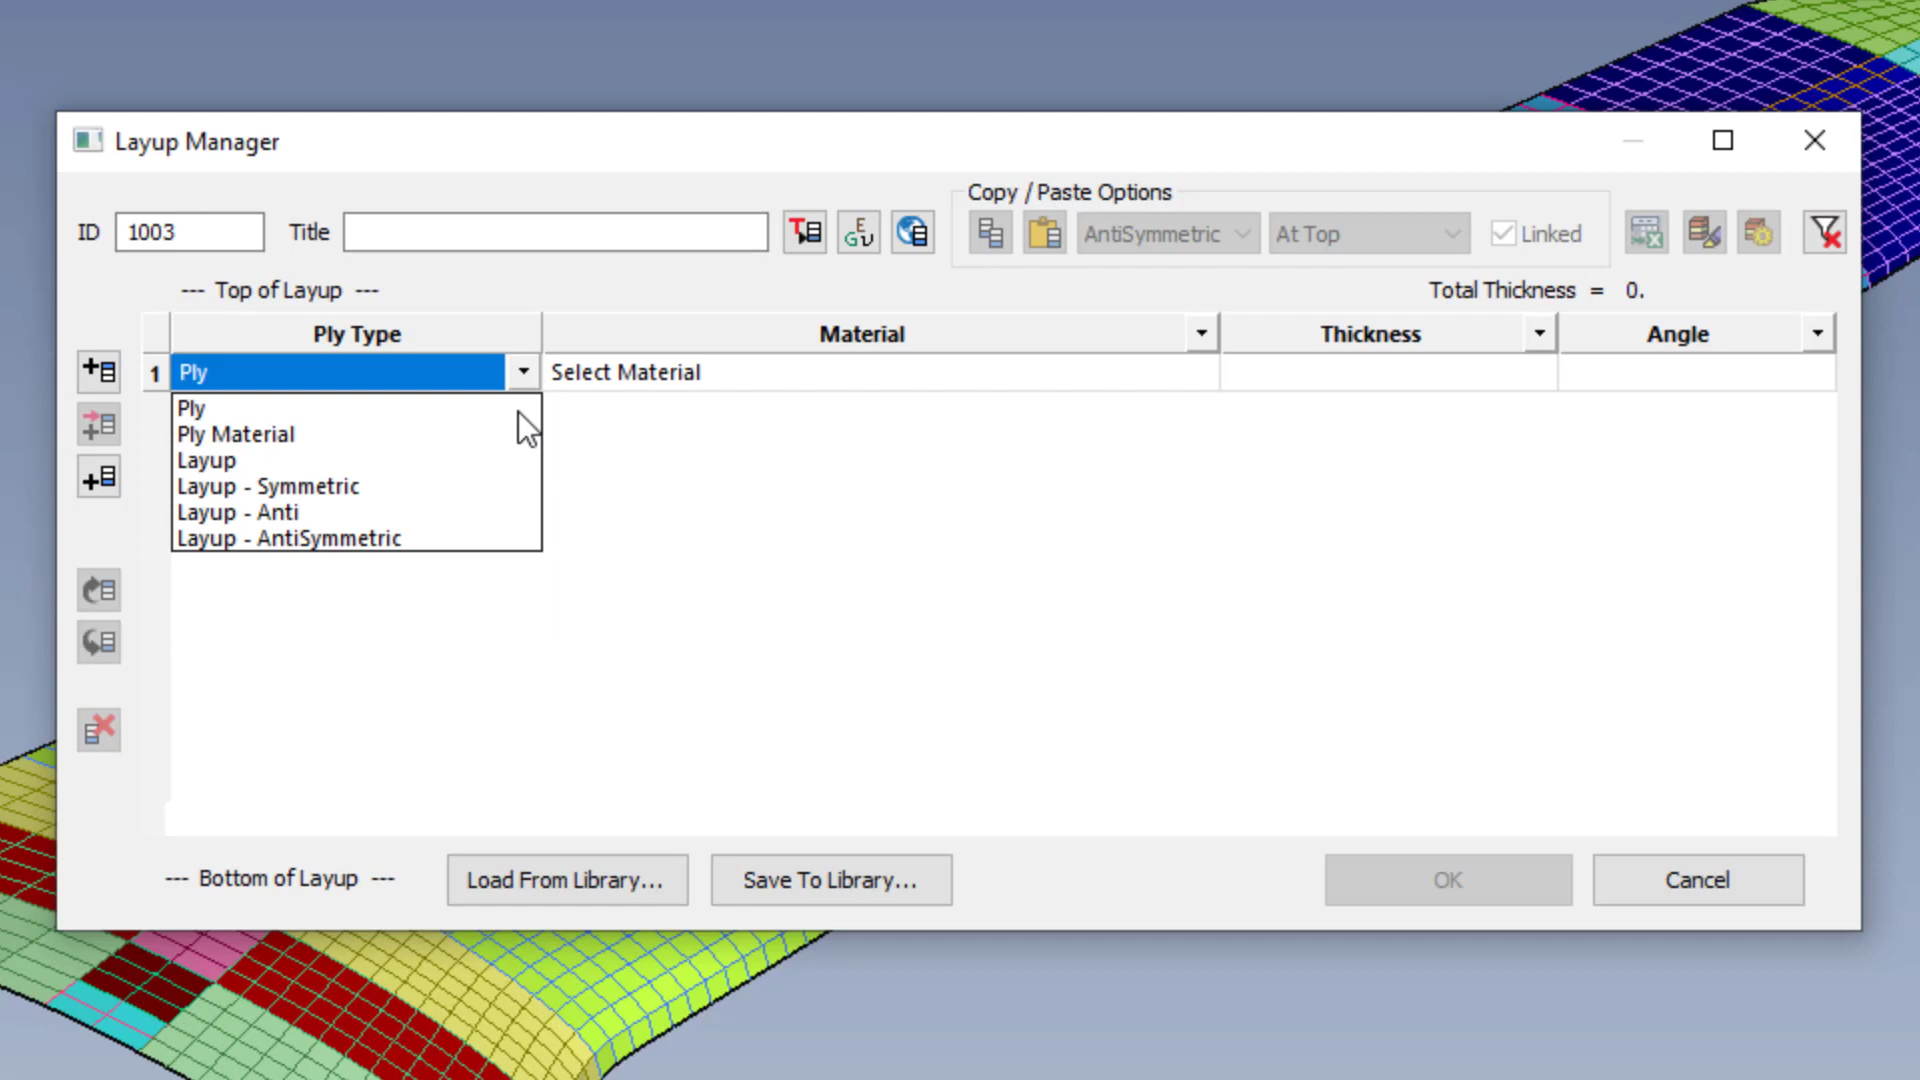 Layup Manager
Copy / Paste Options
ID 1003 Title AntiSymmetric At Top Linked
--- Top of Layup --- Total Thickness = 0.
Ply Type Material Thickness Angle
1 Ply Select Material
Ply
Ply Material
Layup
Layup - Symmetric
Layup - Anti
Layup - AntiSymmetric
--- Bottom of Layup --- Load From Library... Save To Library... OK Cancel